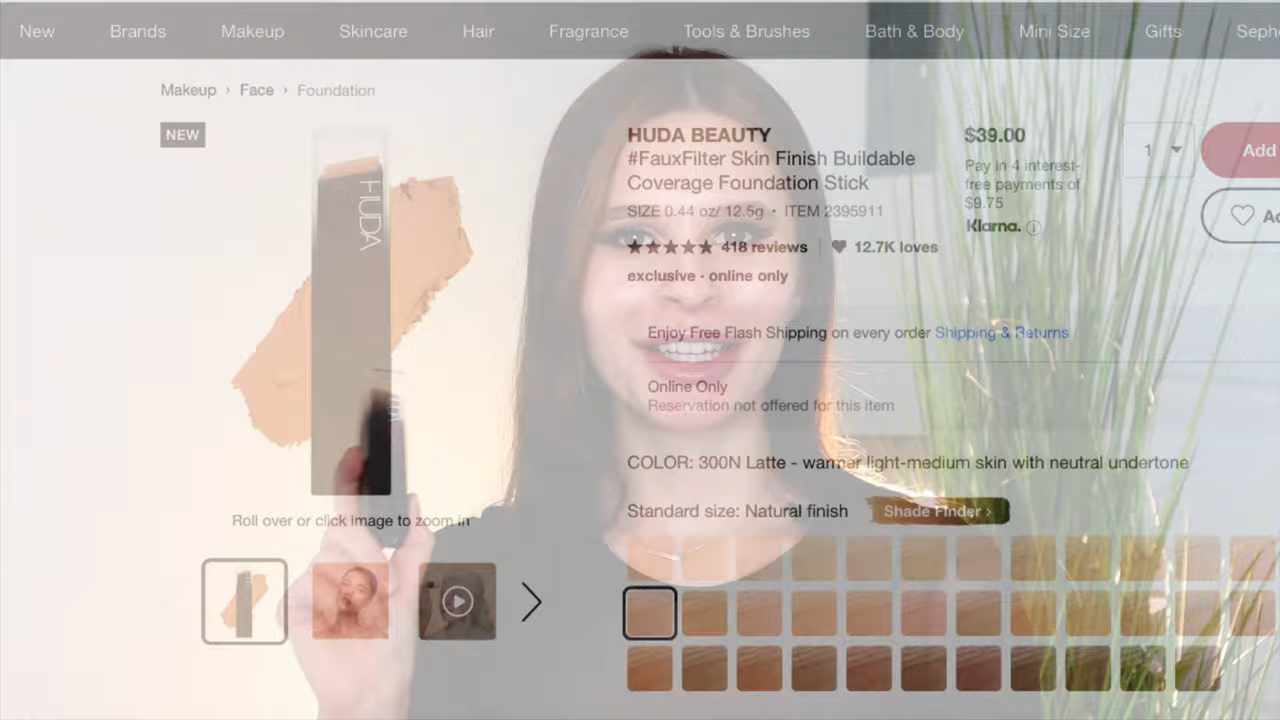 New Brands Makeup Skincare Hair Fragrance Tools & Brushes Bath & Body Mini Size Gifts
Makeup › Face › Foundation
NEW
HUDA
HUDA BEAUTY
#FauxFilter Skin Finish Buildable
Coverage Foundation Stick
SIZE 0.44 oz/ 12.5g • ITEM 2395911
418 reviews 12.7K loves
exclusive · online only
$39.00
Pay in 4 interest-
free payments of
$9.75
Klarna.
1
Add
Enjoy Free Flash Shipping on every order Shipping & Returns
Online Only
Reservation not offered for this item
COLOR: 300N Latte - warmer light-medium skin with neutral undertone
Standard size: Natural finish Shade Finder ›
Roll over or click image to zoom in